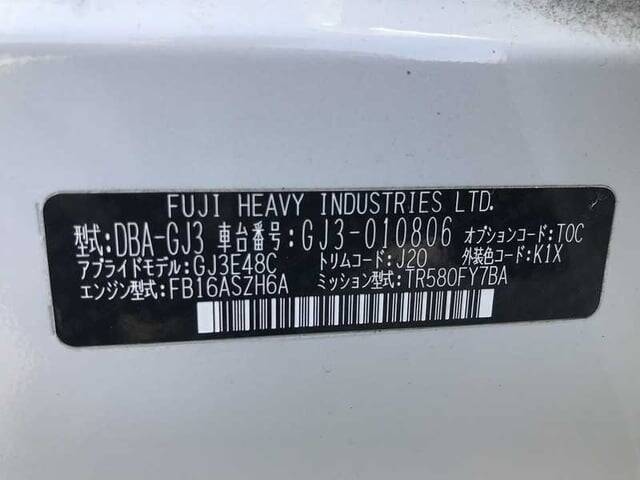 FUJI HEAVY INDUSTRIES LTD.
型式:DBA-GJ3 車台番号:GJ3-010806 オプションコード:TOC
アプライドモデル:GJ3E48C トリムコード:J20 外装色コード:K1X
エンジン型式:FB16ASZH6A ミッション型式:TR580FY7BA